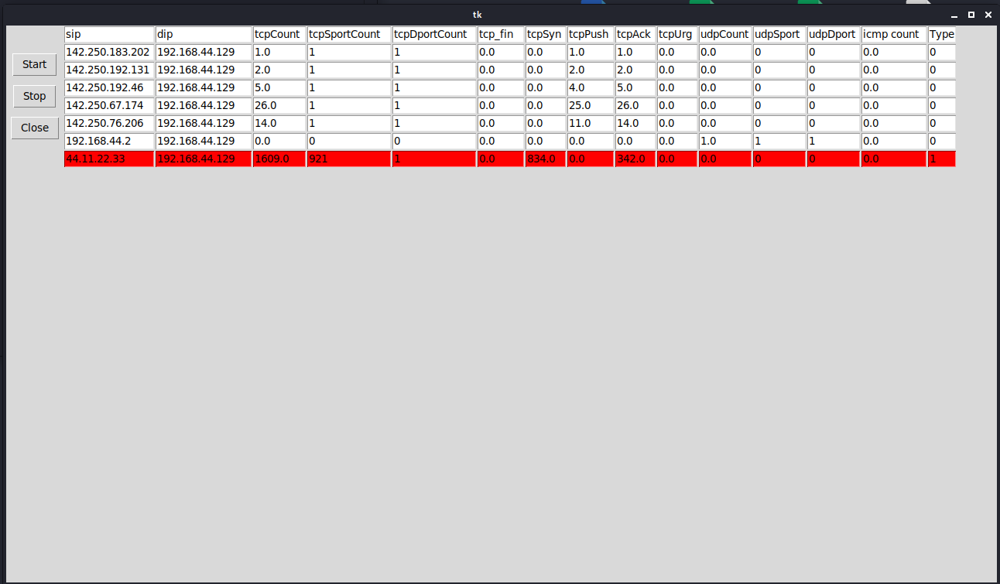 tk
sip dip tcpCount tcpSportCount tcpDportCount tcp_fin tcpSyn tcpPush tcpAck tcpUrg udpCount udpSport udpDport icmp count Type
142.250.183.202 192.168.44.129 1.0 1 1 0.0 0.0 1.0 1.0 0.0 0.0 0 0 0.0 0
Start
142.250.192.131 192.168.44.129 2.0 1 1 0.0 0.0 2.0 2.0 0.0 0.0 0 0 0.0 0
142.250.192.46 192.168.44.129 5.0 1 1 0.0 0.0 4.0 5.0 0.0 0.0 0 0 0.0 0
Stop
142.250.67.174 192.168.44.129 26.0 1 1 0.0 0.0 25.0 26.0 0.0 0.0 0 0 0.0 0
142.250.76.206 192.168.44.129 14.0 1 1 0.0 0.0 11.0 14.0 0.0 0.0 0 0 0.0 0
Close
192.168.44.2 192.168.44.129 0.0 0 0 0.0 0.0 0.0 0.0 0.0 1.0 1 1 0.0 0
44.11.22.33 192.168.44.129 1609.0 921 1 0.0 834.0 0.0 342.0 0.0 0.0 0 0 0.0 1